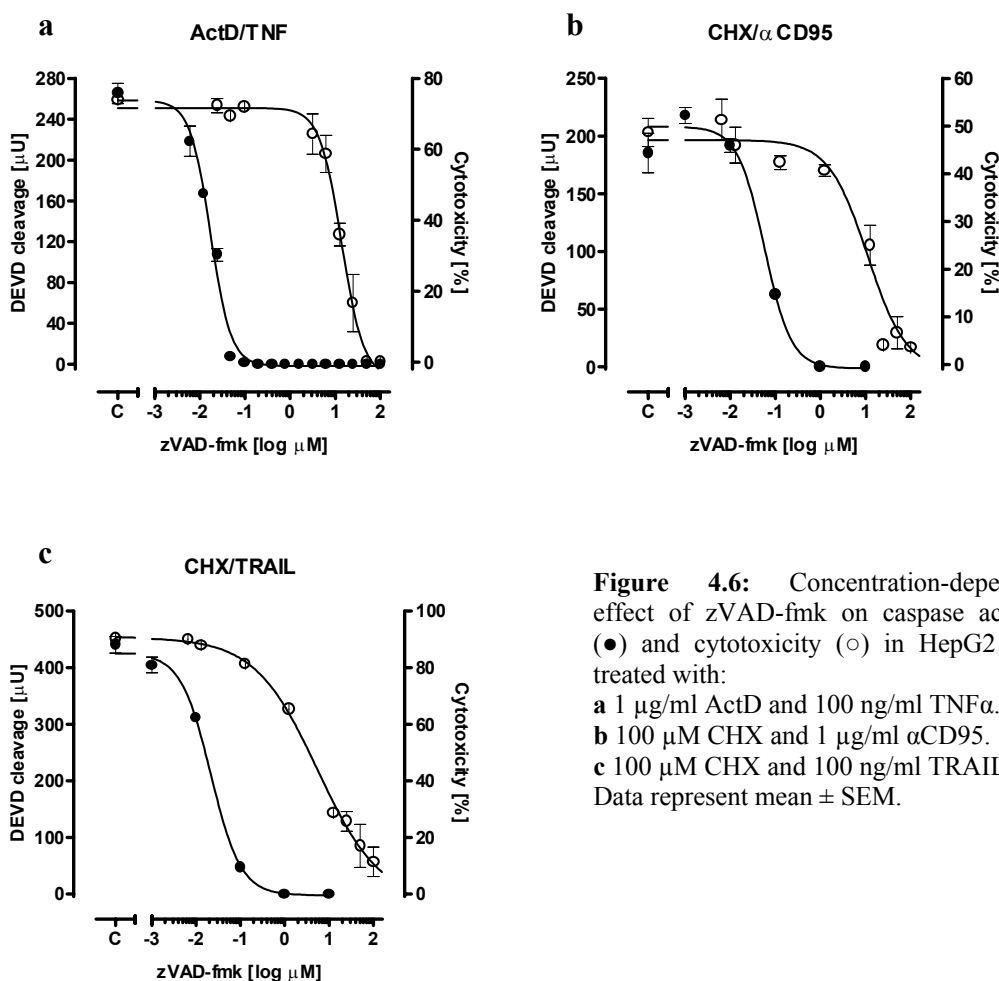 a
ActD/TNF
280
240
200
160
120
80
40
0
DEVD cleavage [μU]
80
60
40
20
0
Cytotoxicity [%]
C
-3
-2
-1
0
1
2
zVAD-fmk [log μM]
b
CHX/α CD95
250
200
150
100
50
0
DEVD cleavage [μU]
60
50
40
30
20
10
0
Cytotoxicity [%]
C
-3
-2
-1
0
1
2
zVAD-fmk [log μM]
c
CHX/TRAIL
500
400
300
200
100
0
DEVD cleavage [μU]
100
80
60
40
20
0
Cytotoxicity [%]
C
-3
-2
-1
0
1
2
zVAD-fmk [log μM]
Figure 4.6: Concentration-depe
effect of zVAD-fmk on caspase ac
(●) and cytotoxicity (○) in HepG2
treated with:
a 1 µg/ml ActD and 100 ng/ml TNFα.
b 100 µM CHX and 1 µg/ml αCD95.
c 100 µM CHX and 100 ng/ml TRAIL
Data represent mean ± SEM.